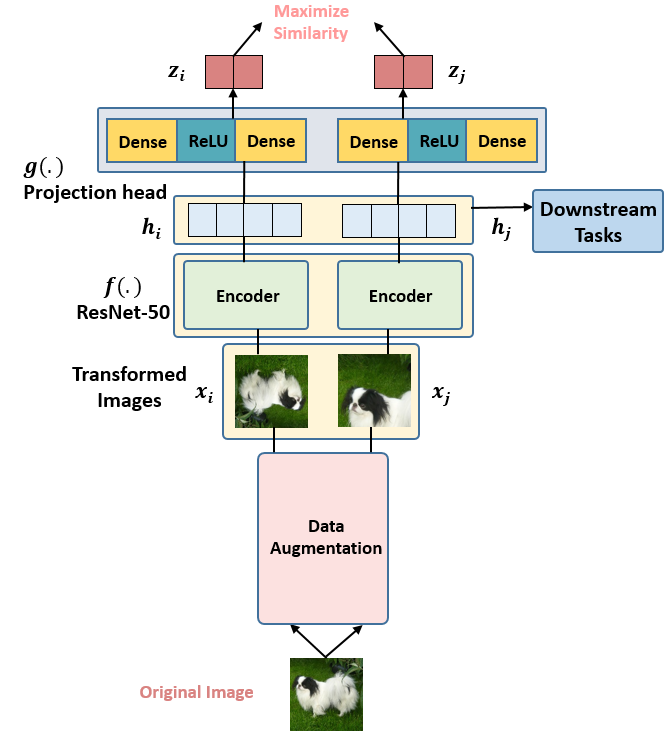 Maximize
Similarity
z_i
z_j
Dense ReLU Dense
Dense ReLU Dense
g(.)
Projection head
h_i
h_j
Downstream
Tasks
f(.)
ResNet-50
Encoder
Encoder
Transformed
Images
x_i
x_j
Data
Augmentation
Original Image